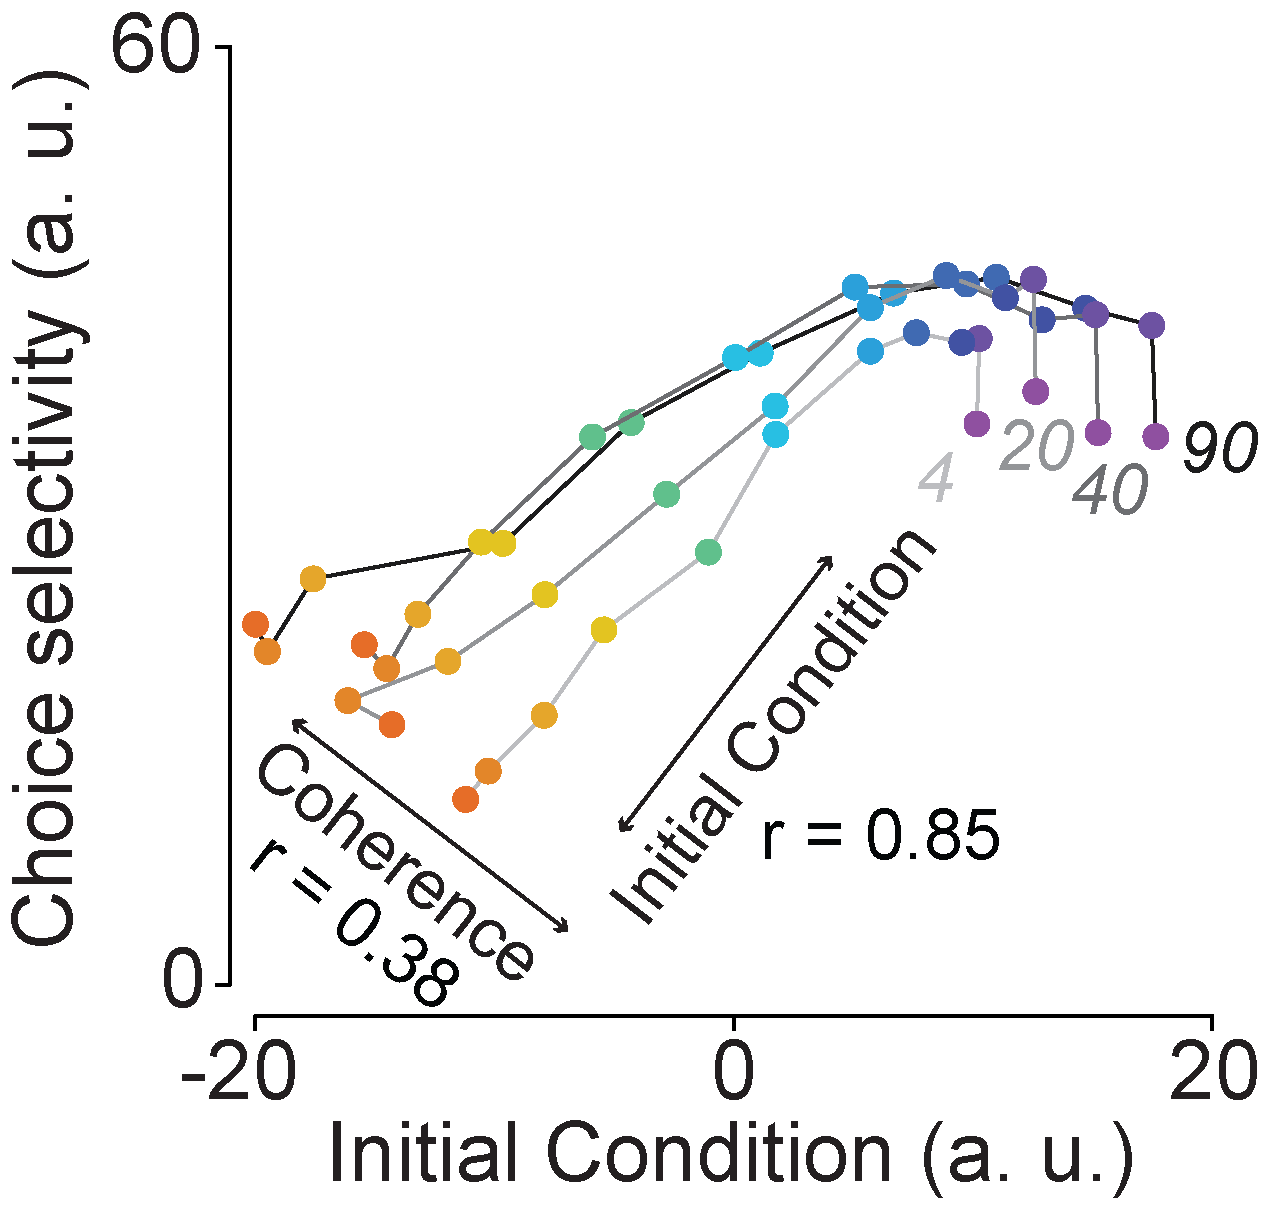 60
Choice selectivity (a. u.)
0
4
20
40
90
Coherence
r = 0.38
Initial Condition
r = 0.85
-20
0
20
Initial Condition (a. u.)